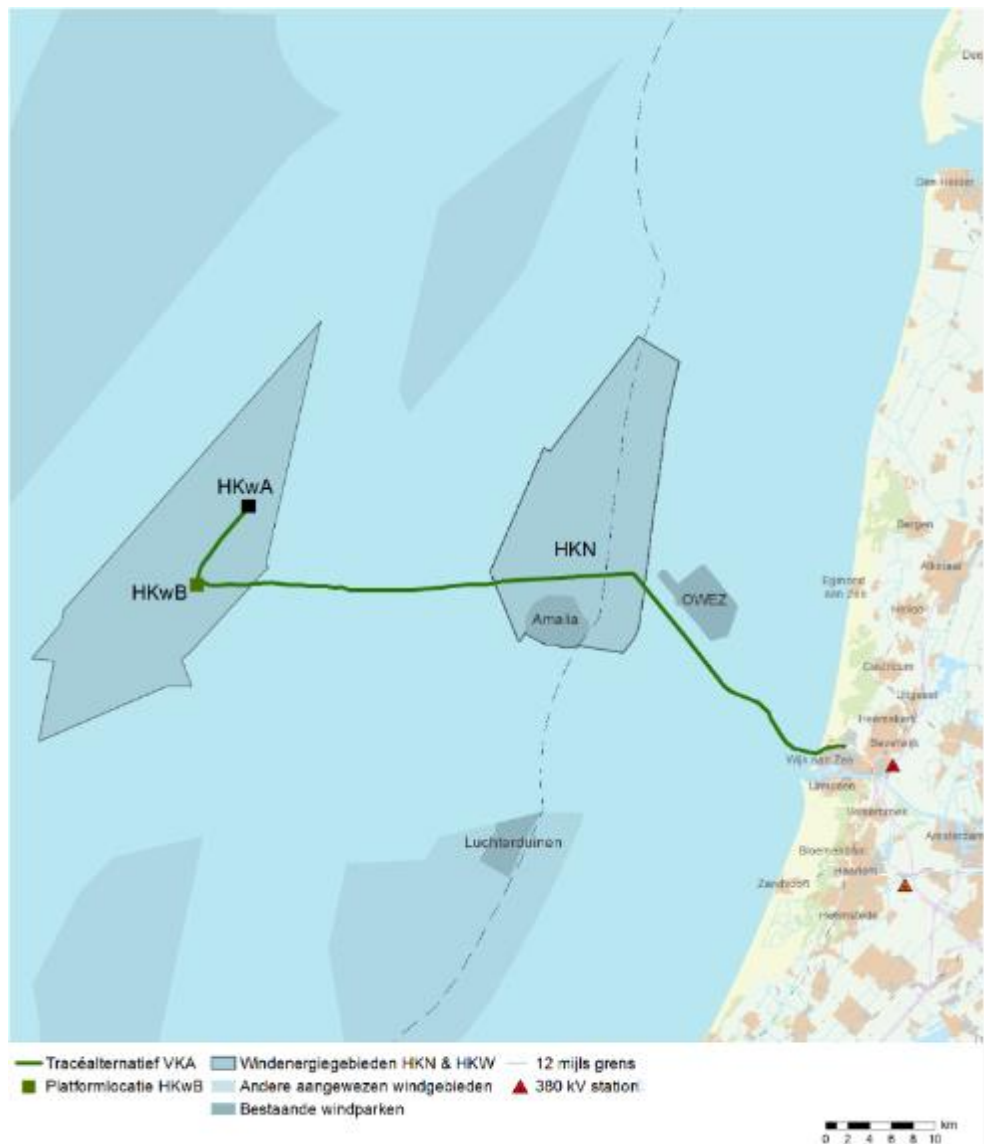 Den Helder
HKwA
HKN
HKwB
Bergen
Alkmaar
Egmond
aan Zee
OWEZ
Amalia
Heiloo
Castricum
Uitgeest
Heemskerk
Beverwijk
Wijk aan Zee
IJmuiden
Velserbroek
Amsterdam
Luchterduinen
Bloemendaal
Haarlem
Zandvoort
Heemstede
Tracéalternatief VKA
Windenergiegebieden HKN & HKW
12 mijls grens
Platformlocatie HKwB
Andere aangewezen windgebieden
380 kV station
Bestaande windparken
km
0 2 4 6 8 10